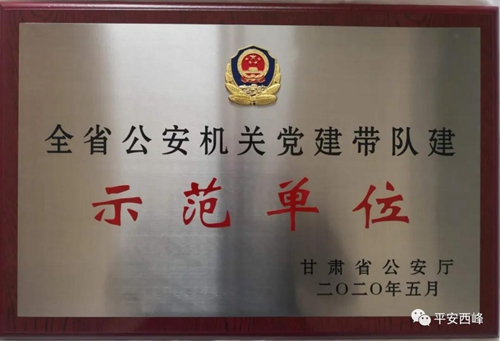 全省公安机关党建带队建
示范单位
甘肃省公安厅
二〇二〇年五月
平安西峰